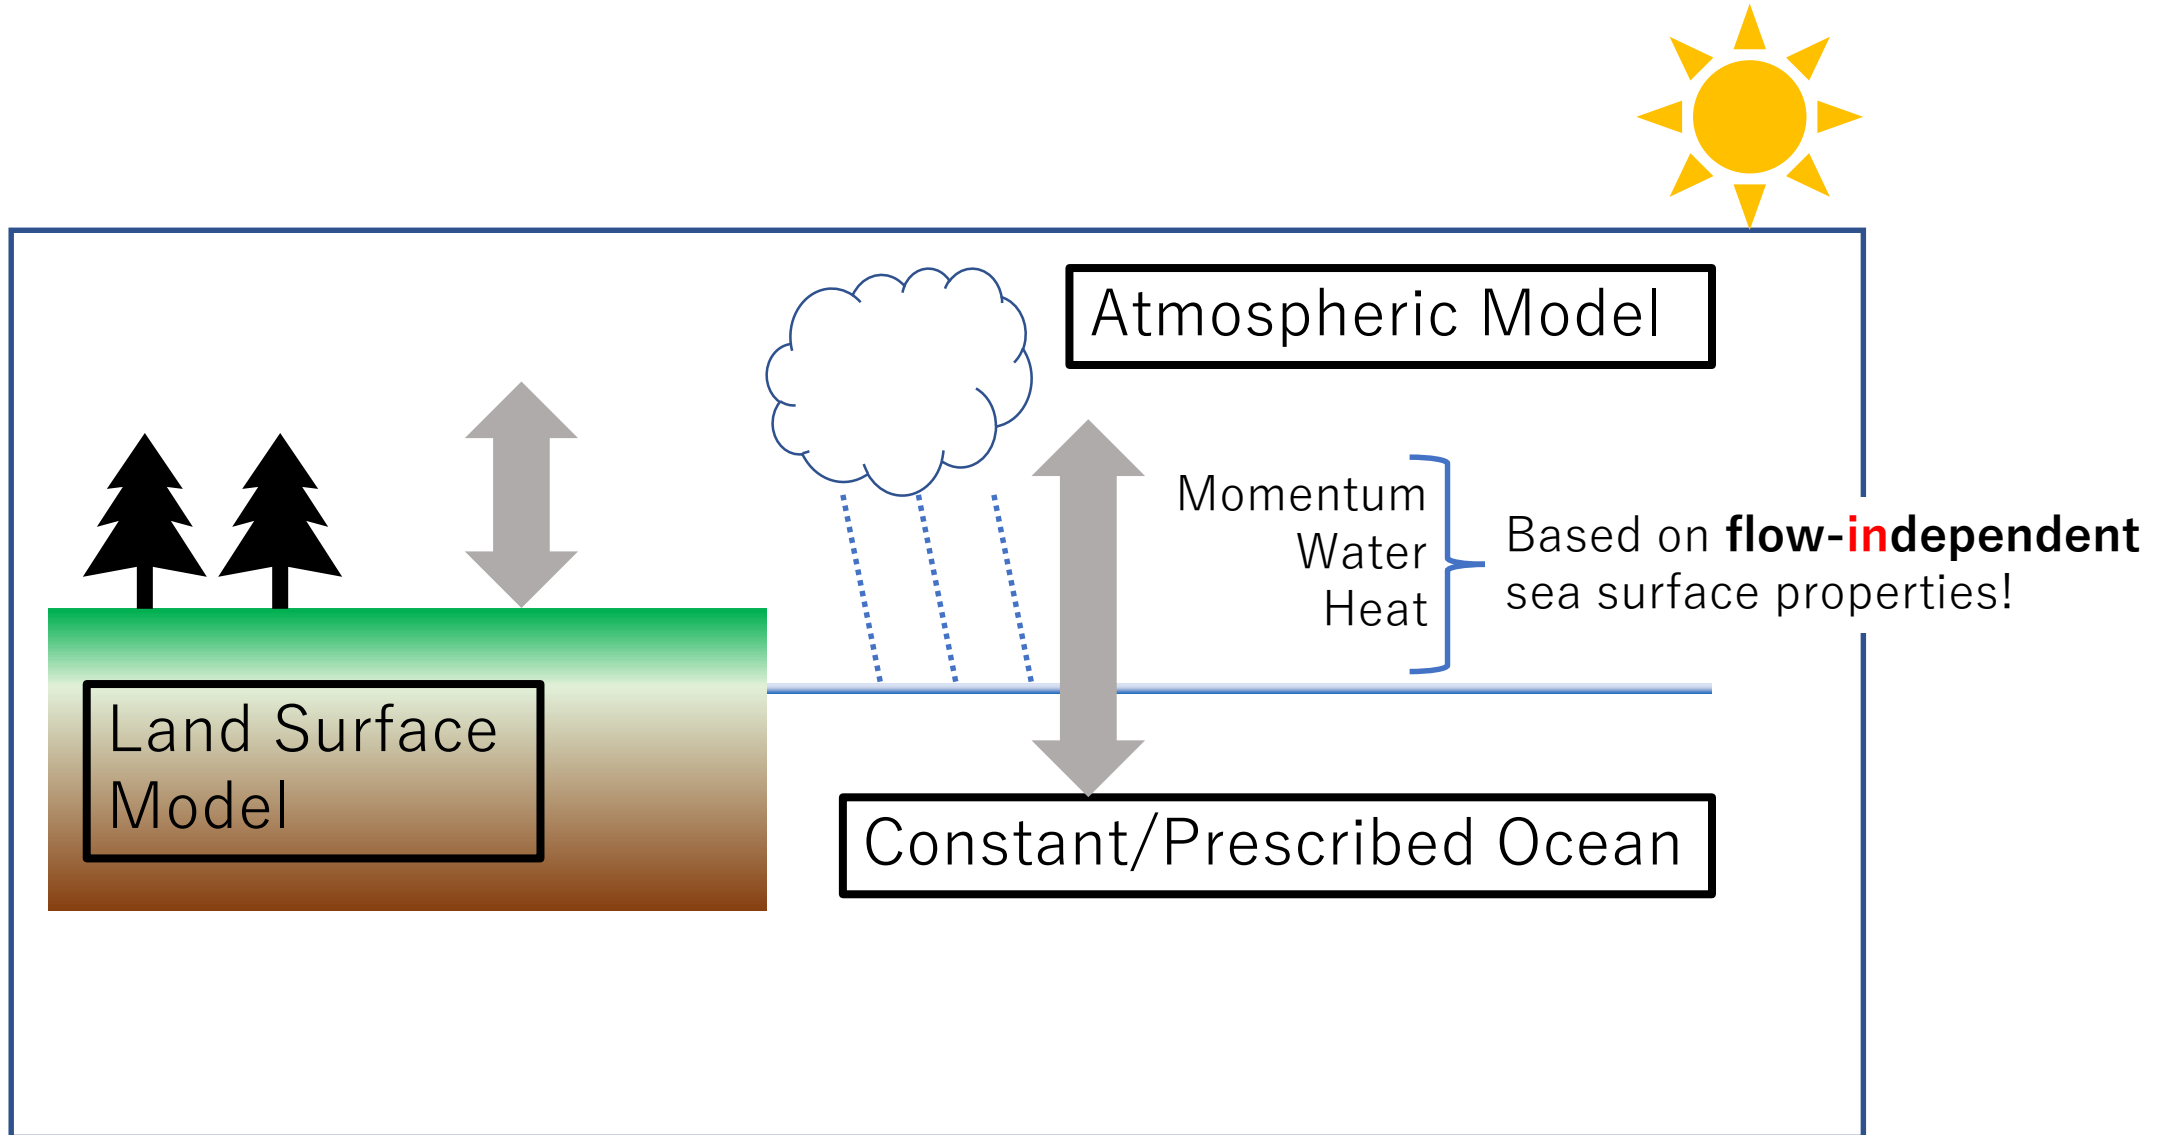 Atmospheric Model
Momentum
Water
Heat
Based on flow-independent
sea surface properties!
Land Surface
Model
Constant/Prescribed Ocean